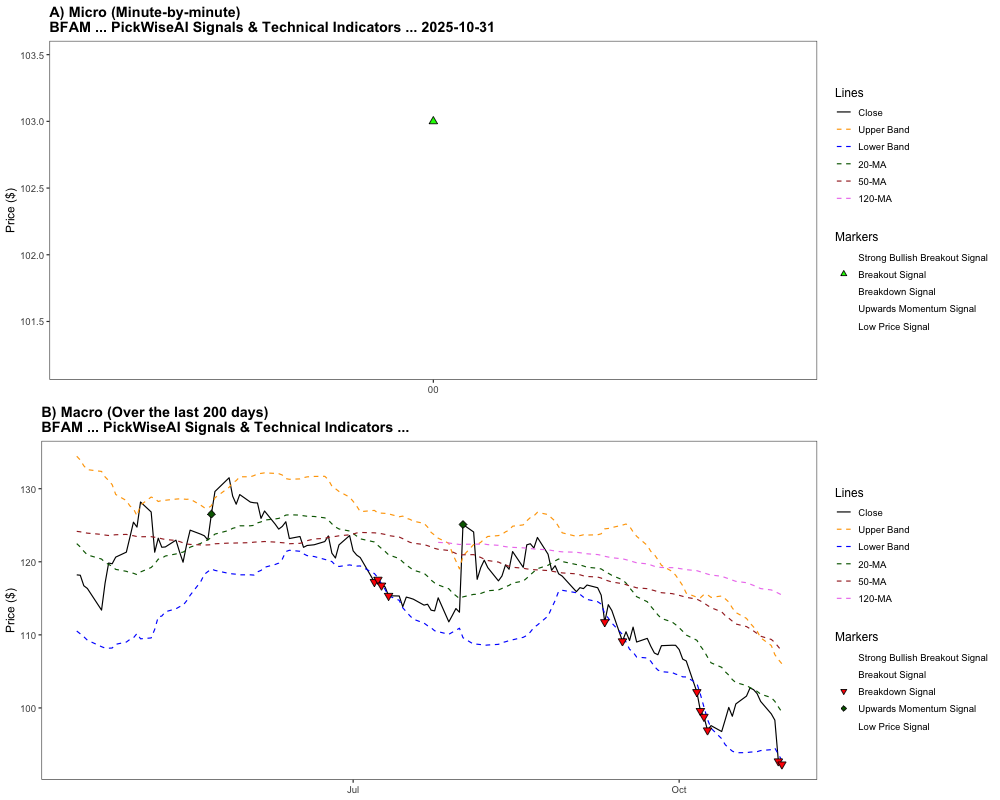 A) Micro (Minute-by-minute)
BFAM ... PickWiseAI Signals & Technical Indicators ... 2025-10-31
Price ($)
103.5
103.0
102.5
102.0
101.5
00
Lines
Close
Upper Band
Lower Band
20-MA
50-MA
120-MA
Markers
Strong Bullish Breakout Signal
Breakout Signal
Breakdown Signal
Upwards Momentum Signal
Low Price Signal
B) Macro (Over the last 200 days)
BFAM ... PickWiseAI Signals & Technical Indicators ...
Price ($)
130
120
110
100
Jul
Oct
Lines
Close
Upper Band
Lower Band
20-MA
50-MA
120-MA
Markers
Strong Bullish Breakout Signal
Breakout Signal
Breakdown Signal
Upwards Momentum Signal
Low Price Signal